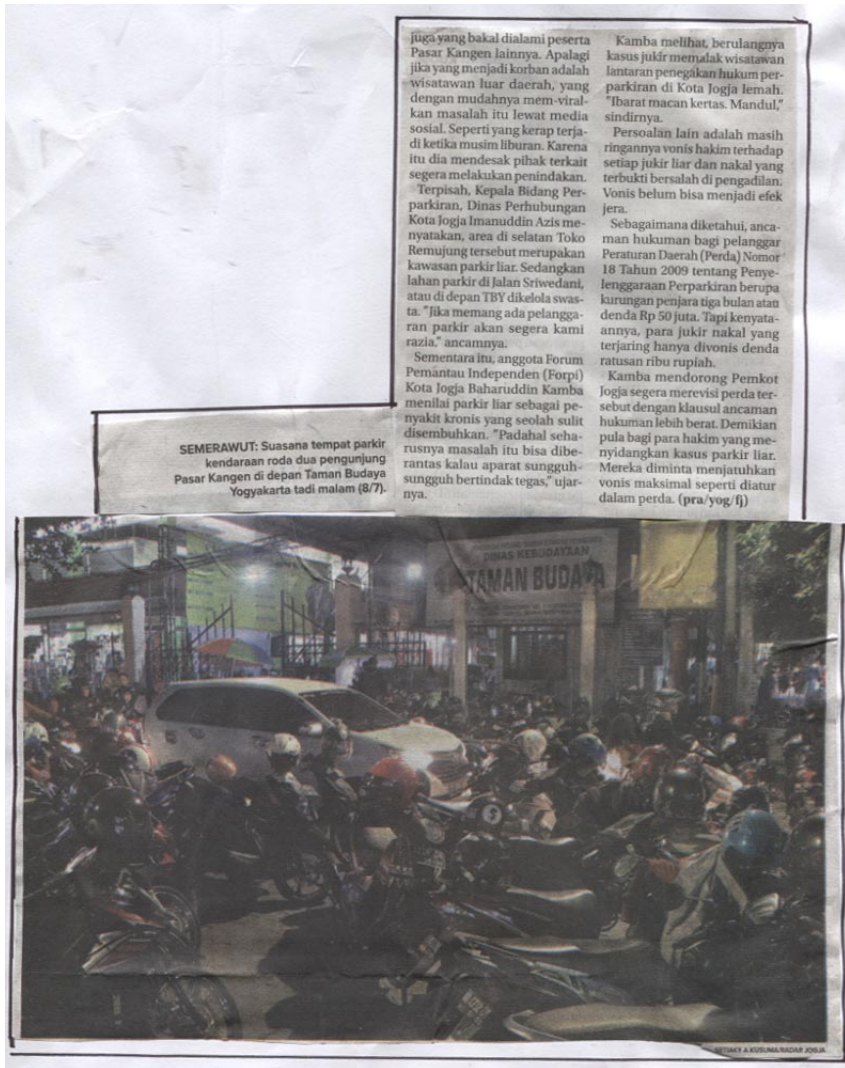 juga yang bakal dialami peserta
Pasar Kangen lainnya. Apalagi
jika yang menjadi korban adalah
wisatawan luar daerah, yang
dengan mudahnya mem-viral-
kan masalah itu lewat media
sosial. Seperti yang kerap terja-
di ketika musim liburan. Karena
itu dia mendesak pihak terkait
segera melakukan penindakan.
Terpisah, Kepala Bidang Per-
parkiran, Dinas Perhubungan
Kota Jogja Imanuddin Azis me-
nyatakan, area di selatan Toko
Remujung tersebut merupakan
kawasan parkir liar. Sedangkan
lahan parkir di Jalan Sriwedani,
atau di depan TBY dikelola swas-
ta. "Jika memang ada pelangga-
ran parkir akan segera kami
razia," ancamnya.
Sementara itu, anggota Forum
Pemantau Independen (Forpi)
Kota Jogja Baharuddin Kamba
menilai parkir liar sebagai pe-
nyakit kronis yang seolah sulit
disembuhkan. "Padahal seha-
rusnya masalah itu bisa dibe-
rantas kalau aparat sungguh-
sungguh bertindak tegas," ujar-
nya.
Kamba melihat, berulangnya
kasus jukir memalak wisatawan
lantaran penegakan hukum per-
parkiran di Kota Jogja lemah.
"Ibarat macan kertas. Mandul,"
sindirnya.
Persoalan lain adalah masih
ringannya vonis hakim terhadap
setiap jukir liar dan nakal yang
terbukti bersalah di pengadilan.
Vonis belum bisa menjadi efek
jera.
Sebagaimana diketahui, anca-
man hukuman bagi pelanggar
Peraturan Daerah (Perda) Nomor
18 Tahun 2009 tentang Penye-
lenggaraan Perparkiran berupa
kurungan penjara tiga bulan atau
denda Rp 50 juta. Tapi kenyata-
annya, para jukir nakal yang
terjaring hanya divonis denda
ratusan ribu rupiah.
Kamba mendorong Pemkot
Jogja segera merevisi perda ter-
sebut dengan klausul ancaman
hukuman lebih berat. Demikian
pula bagi para hakim yang me-
nyidangkan kasus parkir liar.
Mereka diminta menjatuhkan
vonis maksimal seperti diatur
dalam perda. (pra/yog/fj)
SEMERAWUT: Suasana tempat parkir
kendaraan roda dua pengunjung
Pasar Kangen di depan Taman Budaya
Yogyakarta tadi malam (8/7).
DINAS KEBUDAYAAN
TAMAN BUDAYA
SETIAKY A KUSUMA/RADAR JOGJA